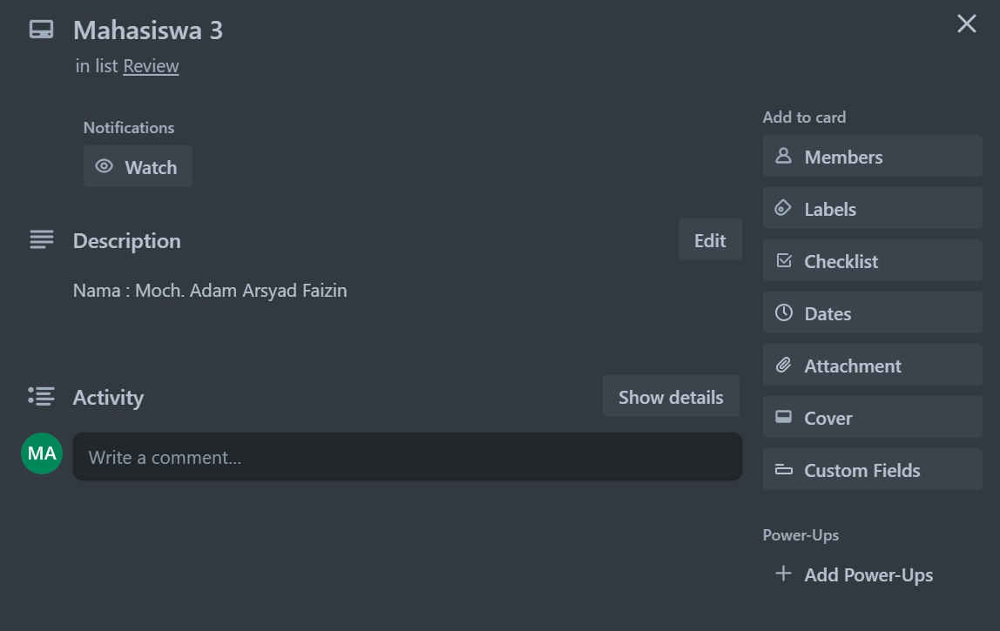 Mahasiswa 3
in list Review
Notifications
Watch
Description
Edit
Nama : Moch. Adam Arsyad Faizin
Activity
Show details
MA
Write a comment...
Add to card
Members
Labels
Checklist
Dates
Attachment
Cover
Custom Fields
Power-Ups
Add Power-Ups